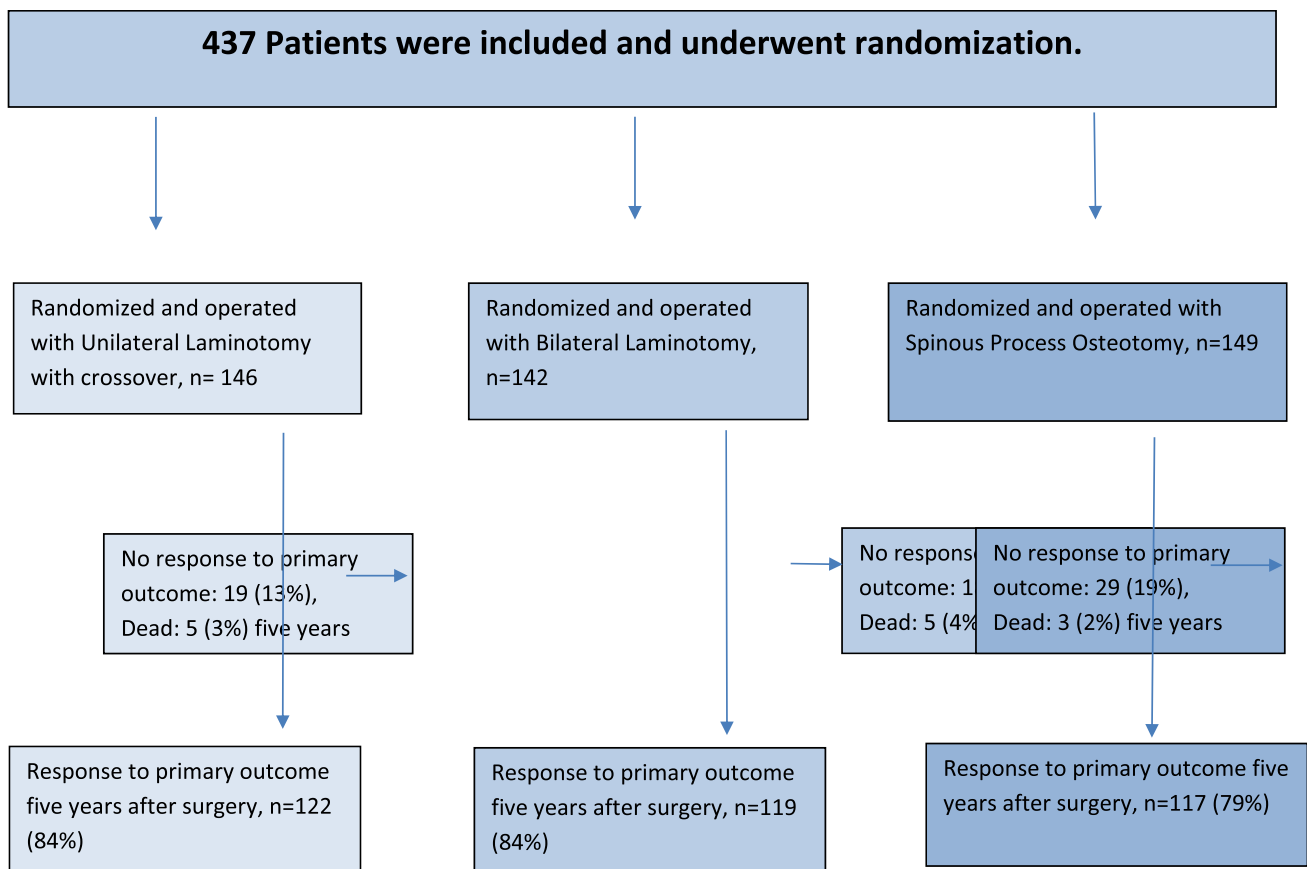 437 Patients were included and underwent randomization.
Randomized and operated
with Unilateral Laminotomy
with crossover, n= 146
Randomized and operated
with Bilateral Laminotomy,
n=142
Randomized and operated with
Spinous Process Osteotomy, n=149
No response to primary
outcome: 19 (13%),
Dead: 5 (3%) five years
No response
outcome: 1
Dead: 5 (4%
No response to primary
outcome: 29 (19%),
Dead: 3 (2%) five years
Response to primary outcome
five years after surgery, n=122
(84%)
Response to primary outcome
five years after surgery, n=119
(84%)
Response to primary outcome five
years after surgery, n=117 (79%)